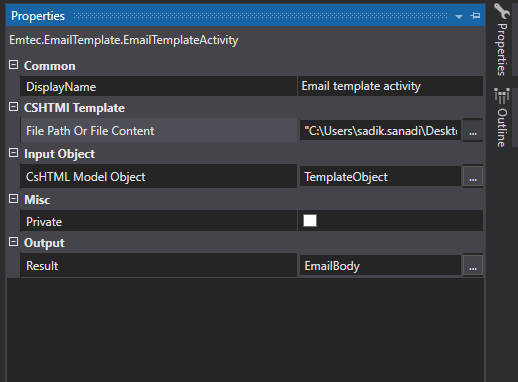 Properties
Emtec.EmailTemplate.EmailTemplateActivity
Common
DisplayName Email template activity
CSHTML Template
File Path Or File Content "C:\Users\sadik.sanadi\Deskto ...
Input Object
CsHTML Model Object TemplateObject ...
Misc
Private
Output
Result EmailBody ...
Properties
Outline